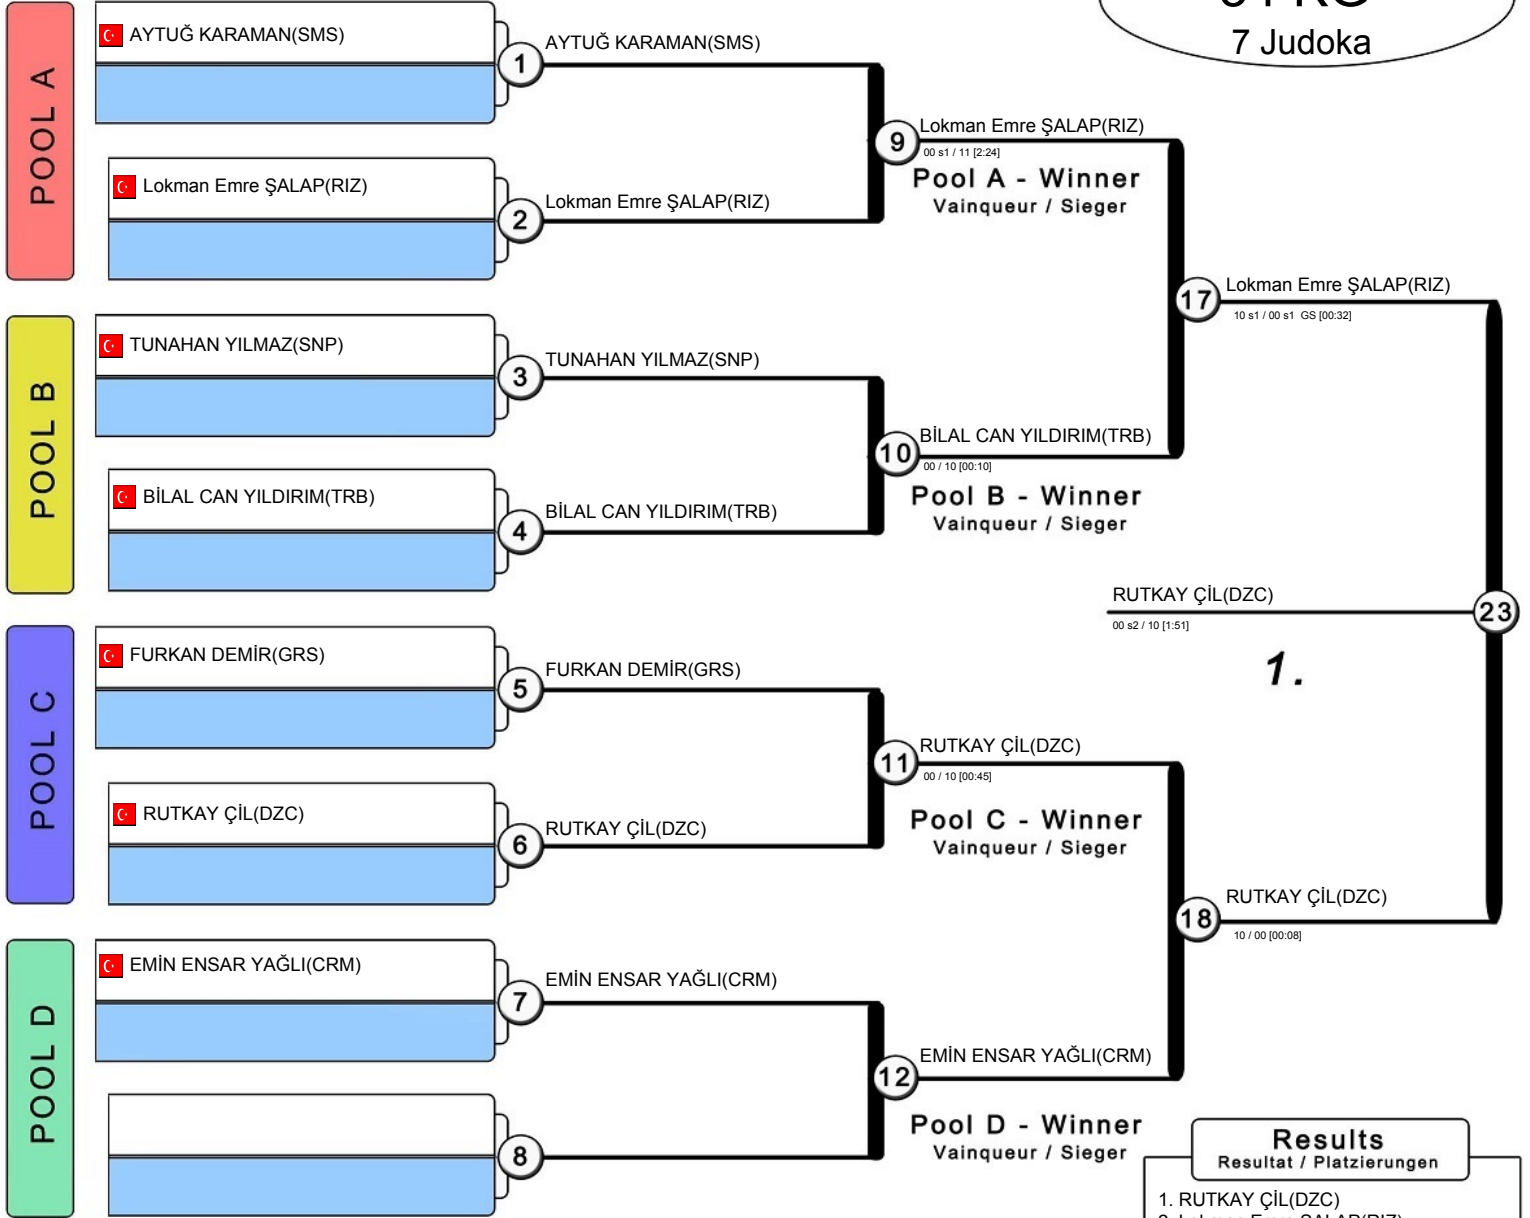 7 Judoka
POOL A
AYTUĞ KARAMAN(SMS)
1
AYTUĞ KARAMAN(SMS)
Lokman Emre ŞALAP(RIZ)
2
Lokman Emre ŞALAP(RIZ)
9
Lokman Emre ŞALAP(RIZ)
00 s1 / 11 [2:24]
Pool A - Winner
Vainqueur / Sieger
POOL B
TUNAHAN YILMAZ(SNP)
3
TUNAHAN YILMAZ(SNP)
BİLAL CAN YILDIRIM(TRB)
4
BİLAL CAN YILDIRIM(TRB)
10
BİLAL CAN YILDIRIM(TRB)
00 / 10 [00:10]
Pool B - Winner
Vainqueur / Sieger
17
Lokman Emre ŞALAP(RIZ)
10 s1 / 00 s1 GS [00:32]
POOL C
FURKAN DEMİR(GRS)
5
FURKAN DEMİR(GRS)
RUTKAY ÇİL(DZC)
6
RUTKAY ÇİL(DZC)
11
RUTKAY ÇİL(DZC)
00 / 10 [00:45]
Pool C - Winner
Vainqueur / Sieger
POOL D
EMİN ENSAR YAĞLI(CRM)
7
EMİN ENSAR YAĞLI(CRM)
8
12
EMİN ENSAR YAĞLI(CRM)
Pool D - Winner
Vainqueur / Sieger
18
RUTKAY ÇİL(DZC)
10 / 00 [00:08]
RUTKAY ÇİL(DZC)
23
00 s2 / 10 [1:51]
1.
Results
Resultat / Platzierungen
1. RUTKAY ÇİL(DZC)